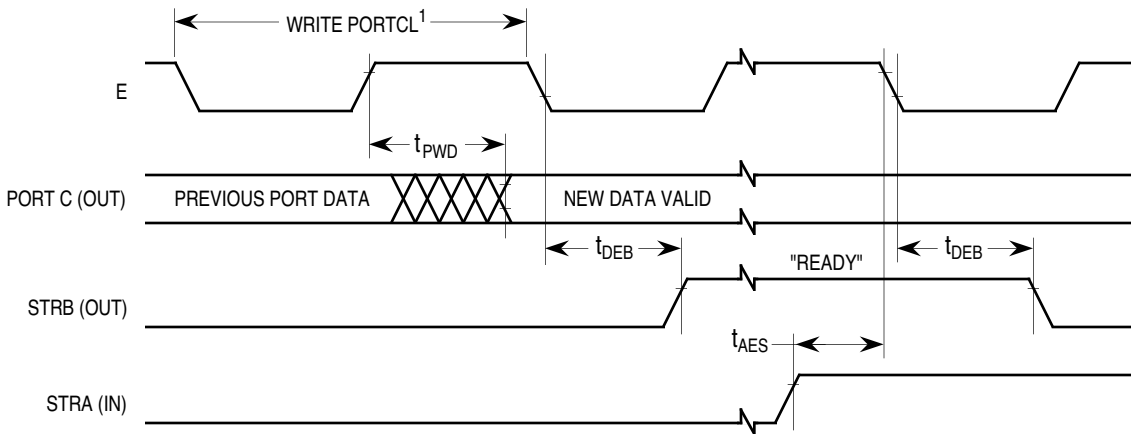 WRITE PORTCL1
E
tPWD
PORT C (OUT)
PREVIOUS PORT DATA
NEW DATA VALID
tDEB
"READY"
tDEB
STRB (OUT)
tAES
STRA (IN)